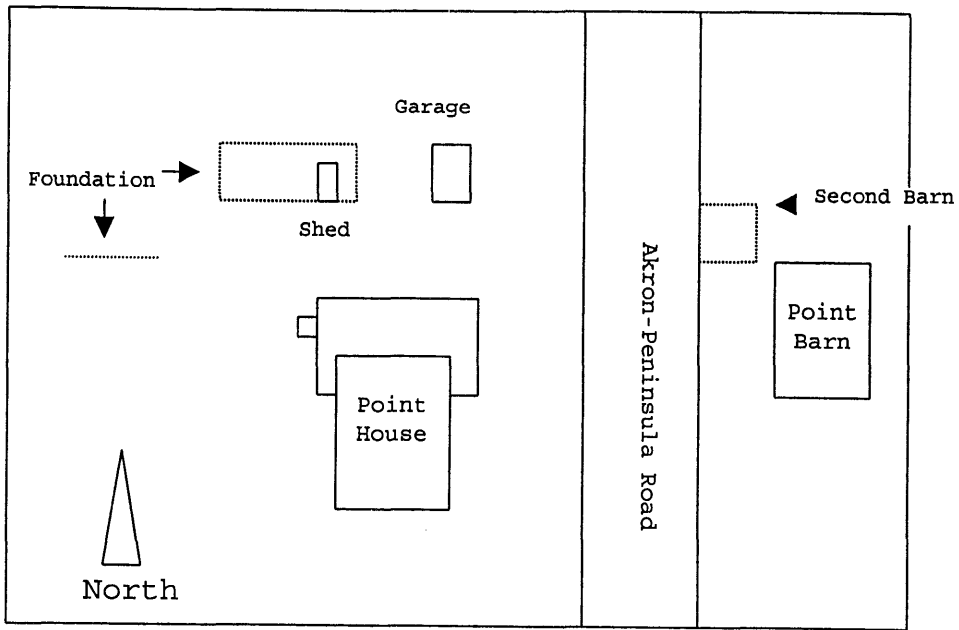 Garage
Foundation
Second Barn
Shed
Akron-Peninsula Road
Point
Barn
Point
House
North